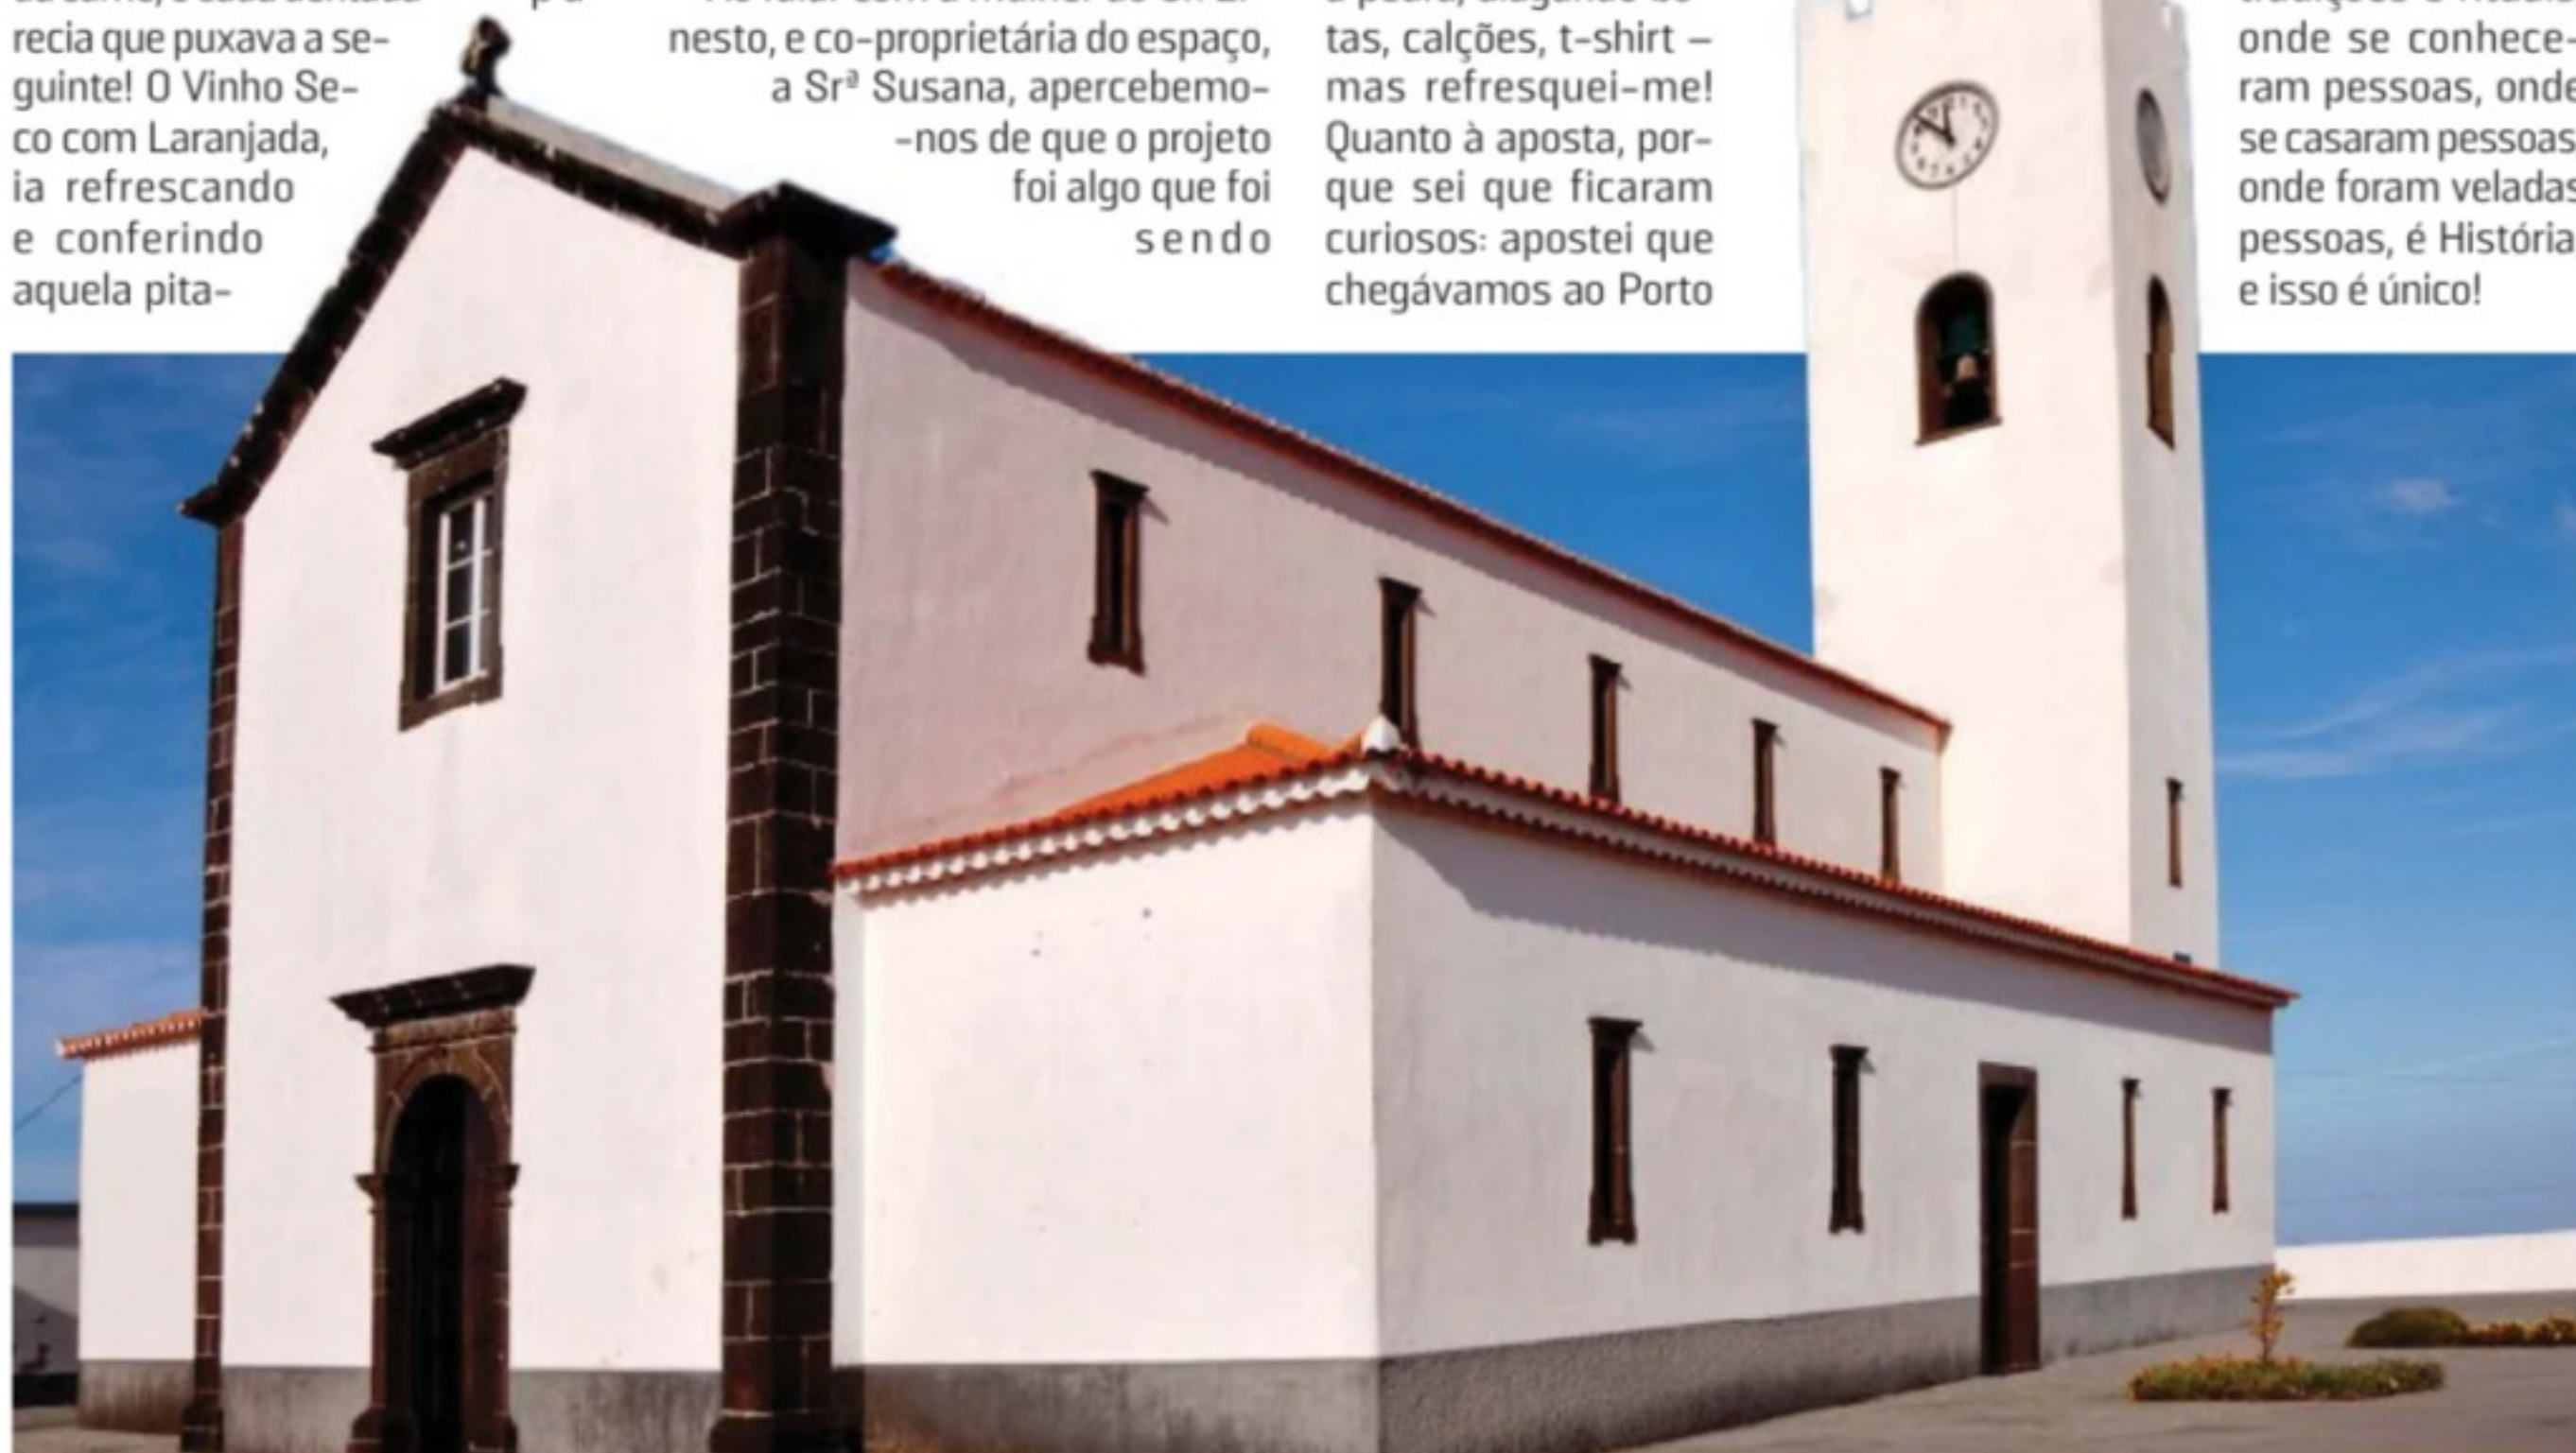 recia que puxava a se-
guinte! O Vinho Se-
co com Laranjada,
ia refrescando
e conferindo
aquela pita-
nesto, e co-proprietária do espaço,
a Srª Susana, apercebemo-
-nos de que o projeto
foi algo que foi
sendo
tas, calções, t-shirt –
mas refresquei-me!
Quanto à aposta, por-
que sei que ficaram
curiosos: apostei que
chegávamos ao Porto
onde se conhece-
ram pessoas, onde
se casaram pessoas
onde foram veladas
pessoas, é História
e isso é único!